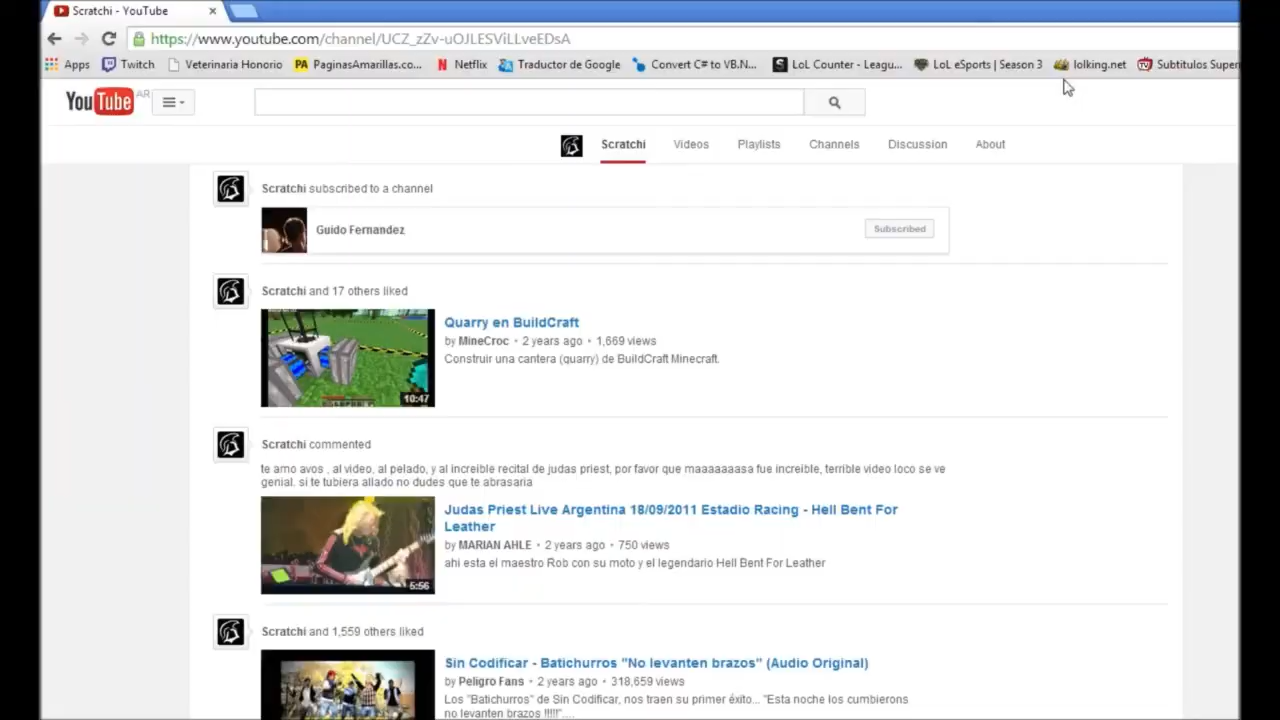 Scratchi - YouTube
https://www.youtube.com/channel/UCZ_zZv-uOJLESViLLveEDsA
Apps Twitch Veterinaria Honorio PA PaginasAmarillas.co... N Netflix Traductor de Google Convert C# to VB.N... LoL Counter - Leagu... LoL eSports | Season 3 lolking.net TV Subtitulos Super
YouTube AR
Scratchi Videos Playlists Channels Discussion About
Scratchi subscribed to a channel
Guido Fernandez Subscribed
Scratchi and 17 others liked
Quarry en BuildCraft
by MineCroc • 2 years ago • 1,669 views
Construir una cantera (quarry) de BuildCraft Minecraft.
10:47
Scratchi commented
te amo avos , al video, al pelado, y al increible recital de judas priest, por favor que maaaaaaasa fue increible, terrible video loco se ve
genial. si te tubiera allado no dudes que te abrasaria
Judas Priest Live Argentina 18/09/2011 Estadio Racing - Hell Bent For
Leather
by MARIAN AHLE • 2 years ago • 750 views
ahi esta el maestro Rob con su moto y el legendario Hell Bent For Leather
5:56
Scratchi and 1,559 others liked
Sin Codificar - Batichurros "No levanten brazos" (Audio Original)
by Peligro Fans • 2 years ago • 318,659 views
Los "Batichurros" de Sin Codificar, nos traen su primer éxito... "Esta noche los cumbierons
no levanten brazos !!!!!"....